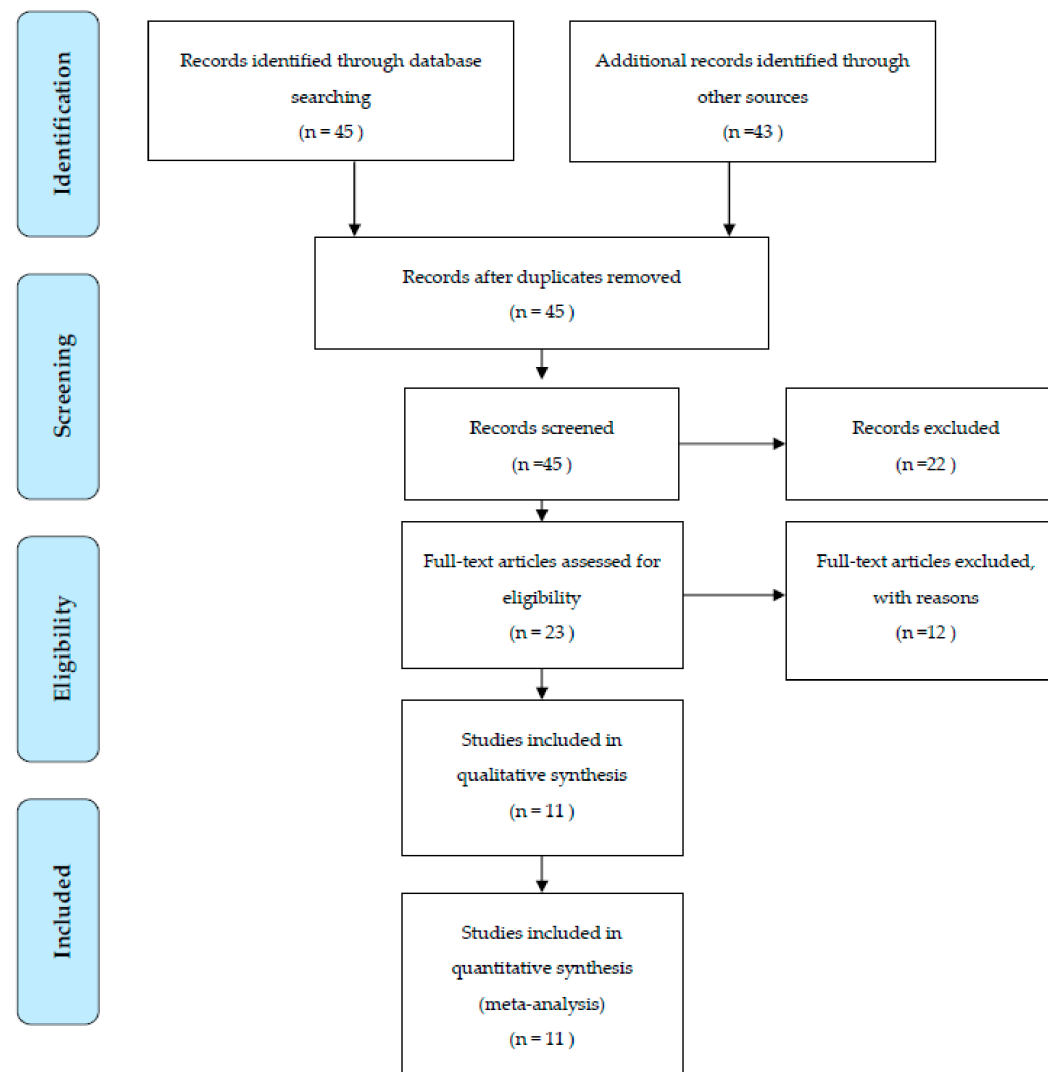 Identification
Records identified through database
searching
(n = 45 )
Additional records identified through
other sources
(n =43 )
Records after duplicates removed
(n = 45 )
Screening
Records screened
(n =45 )
Records excluded
(n =22 )
Eligibility
Full-text articles assessed for
eligibility
(n = 23 )
Full-text articles excluded,
with reasons
(n =12 )
Studies included in
qualitative synthesis
(n = 11 )
Included
Studies included in
quantitative synthesis
(meta-analysis)
(n = 11 )